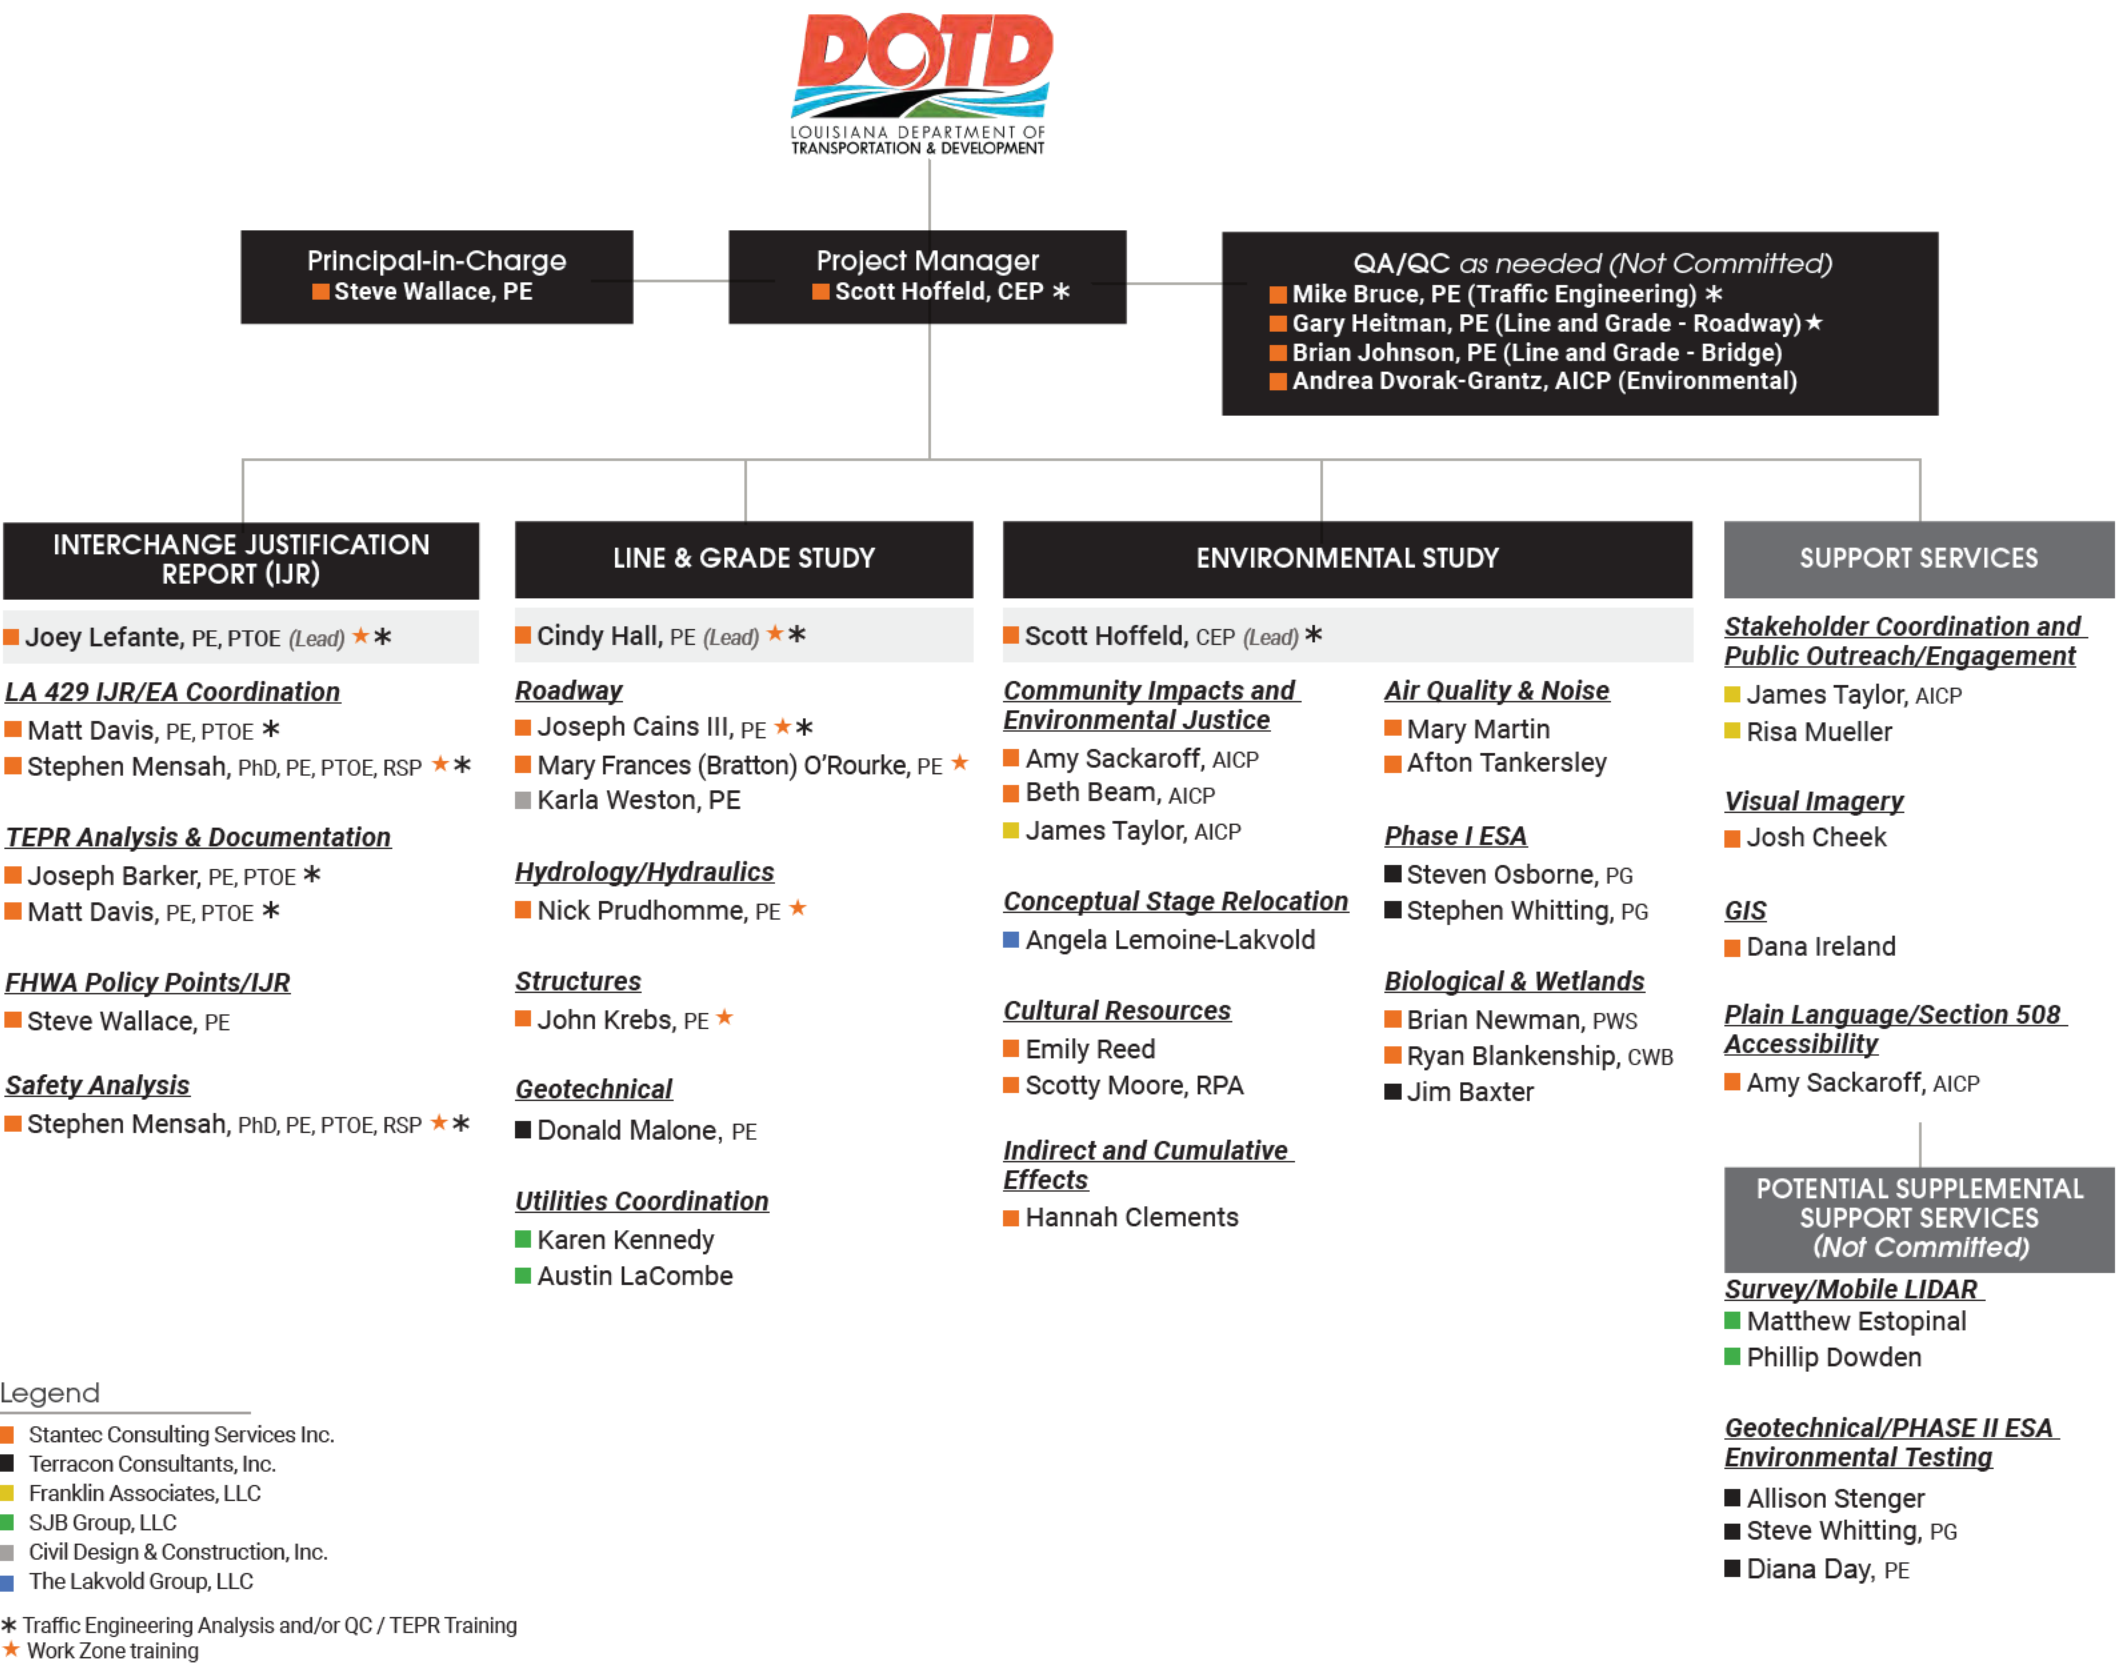 DOTD
LOUISIANA DEPARTMENT OF
TRANSPORTATION & DEVELOPMENT
Principal-in-Charge
Steve Wallace, PE
Project Manager
Scott Hoffeld, CEP *
QA/QC as needed (Not Committed)
Mike Bruce, PE (Traffic Engineering) *
Gary Heitman, PE (Line and Grade - Roadway) ★
Brian Johnson, PE (Line and Grade - Bridge)
Andrea Dvorak-Grantz, AICP (Environmental)
INTERCHANGE JUSTIFICATION
REPORT (IJR)
Joey Lefante, PE, PTOE (Lead) ★ *
LA 429 IJR/EA Coordination
Matt Davis, PE, PTOE *
Stephen Mensah, PhD, PE, PTOE, RSP ★ *
TEPR Analysis & Documentation
Joseph Barker, PE, PTOE *
Matt Davis, PE, PTOE *
FHWA Policy Points/IJR
Steve Wallace, PE
Safety Analysis
Stephen Mensah, PhD, PE, PTOE, RSP ★ *
LINE & GRADE STUDY
Cindy Hall, PE (Lead) ★ *
Roadway
Joseph Cains III, PE ★ *
Mary Frances (Bratton) O'Rourke, PE ★
Karla Weston, PE
Hydrology/Hydraulics
Nick Prudhomme, PE ★
Structures
John Krebs, PE ★
Geotechnical
Donald Malone, PE
Utilities Coordination
Karen Kennedy
Austin LaCombe
ENVIRONMENTAL STUDY
Scott Hoffeld, CEP (Lead) *
Community Impacts and
Environmental Justice
Amy Sackaroff, AICP
Beth Beam, AICP
James Taylor, AICP
Conceptual Stage Relocation
Angela Lemoine-Lakvold
Cultural Resources
Emily Reed
Scotty Moore, RPA
Indirect and Cumulative
Effects
Hannah Clements
Air Quality & Noise
Mary Martin
Afton Tankersley
Phase I ESA
Steven Osborne, PG
Stephen Whitting, PG
Biological & Wetlands
Brian Newman, PWS
Ryan Blankenship, CWB
Jim Baxter
SUPPORT SERVICES
Stakeholder Coordination and
Public Outreach/Engagement
James Taylor, AICP
Risa Mueller
Visual Imagery
Josh Cheek
GIS
Dana Ireland
Plain Language/Section 508
Accessibility
Amy Sackaroff, AICP
POTENTIAL SUPPLEMENTAL
SUPPORT SERVICES
(Not Committed)
Survey/Mobile LIDAR
Matthew Estopinal
Phillip Dowden
Geotechnical/PHASE II ESA
Environmental Testing
Allison Stenger
Steve Whitting, PG
Diana Day, PE
Legend
Stantec Consulting Services Inc.
Terracon Consultants, Inc.
Franklin Associates, LLC
SJB Group, LLC
Civil Design & Construction, Inc.
The Lakvold Group, LLC
* Traffic Engineering Analysis and/or QC / TEPR Training
★ Work Zone training